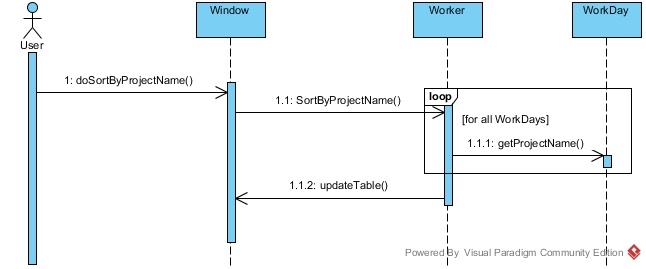 Window
Worker
WorkDay
User
1: doSortByProjectName()
loop
1.1: SortByProjectName()
[for all WorkDays]
1.1.1: getProjectName()
1.1.2: updateTable()
Powered By Visual Paradigm Community Edition